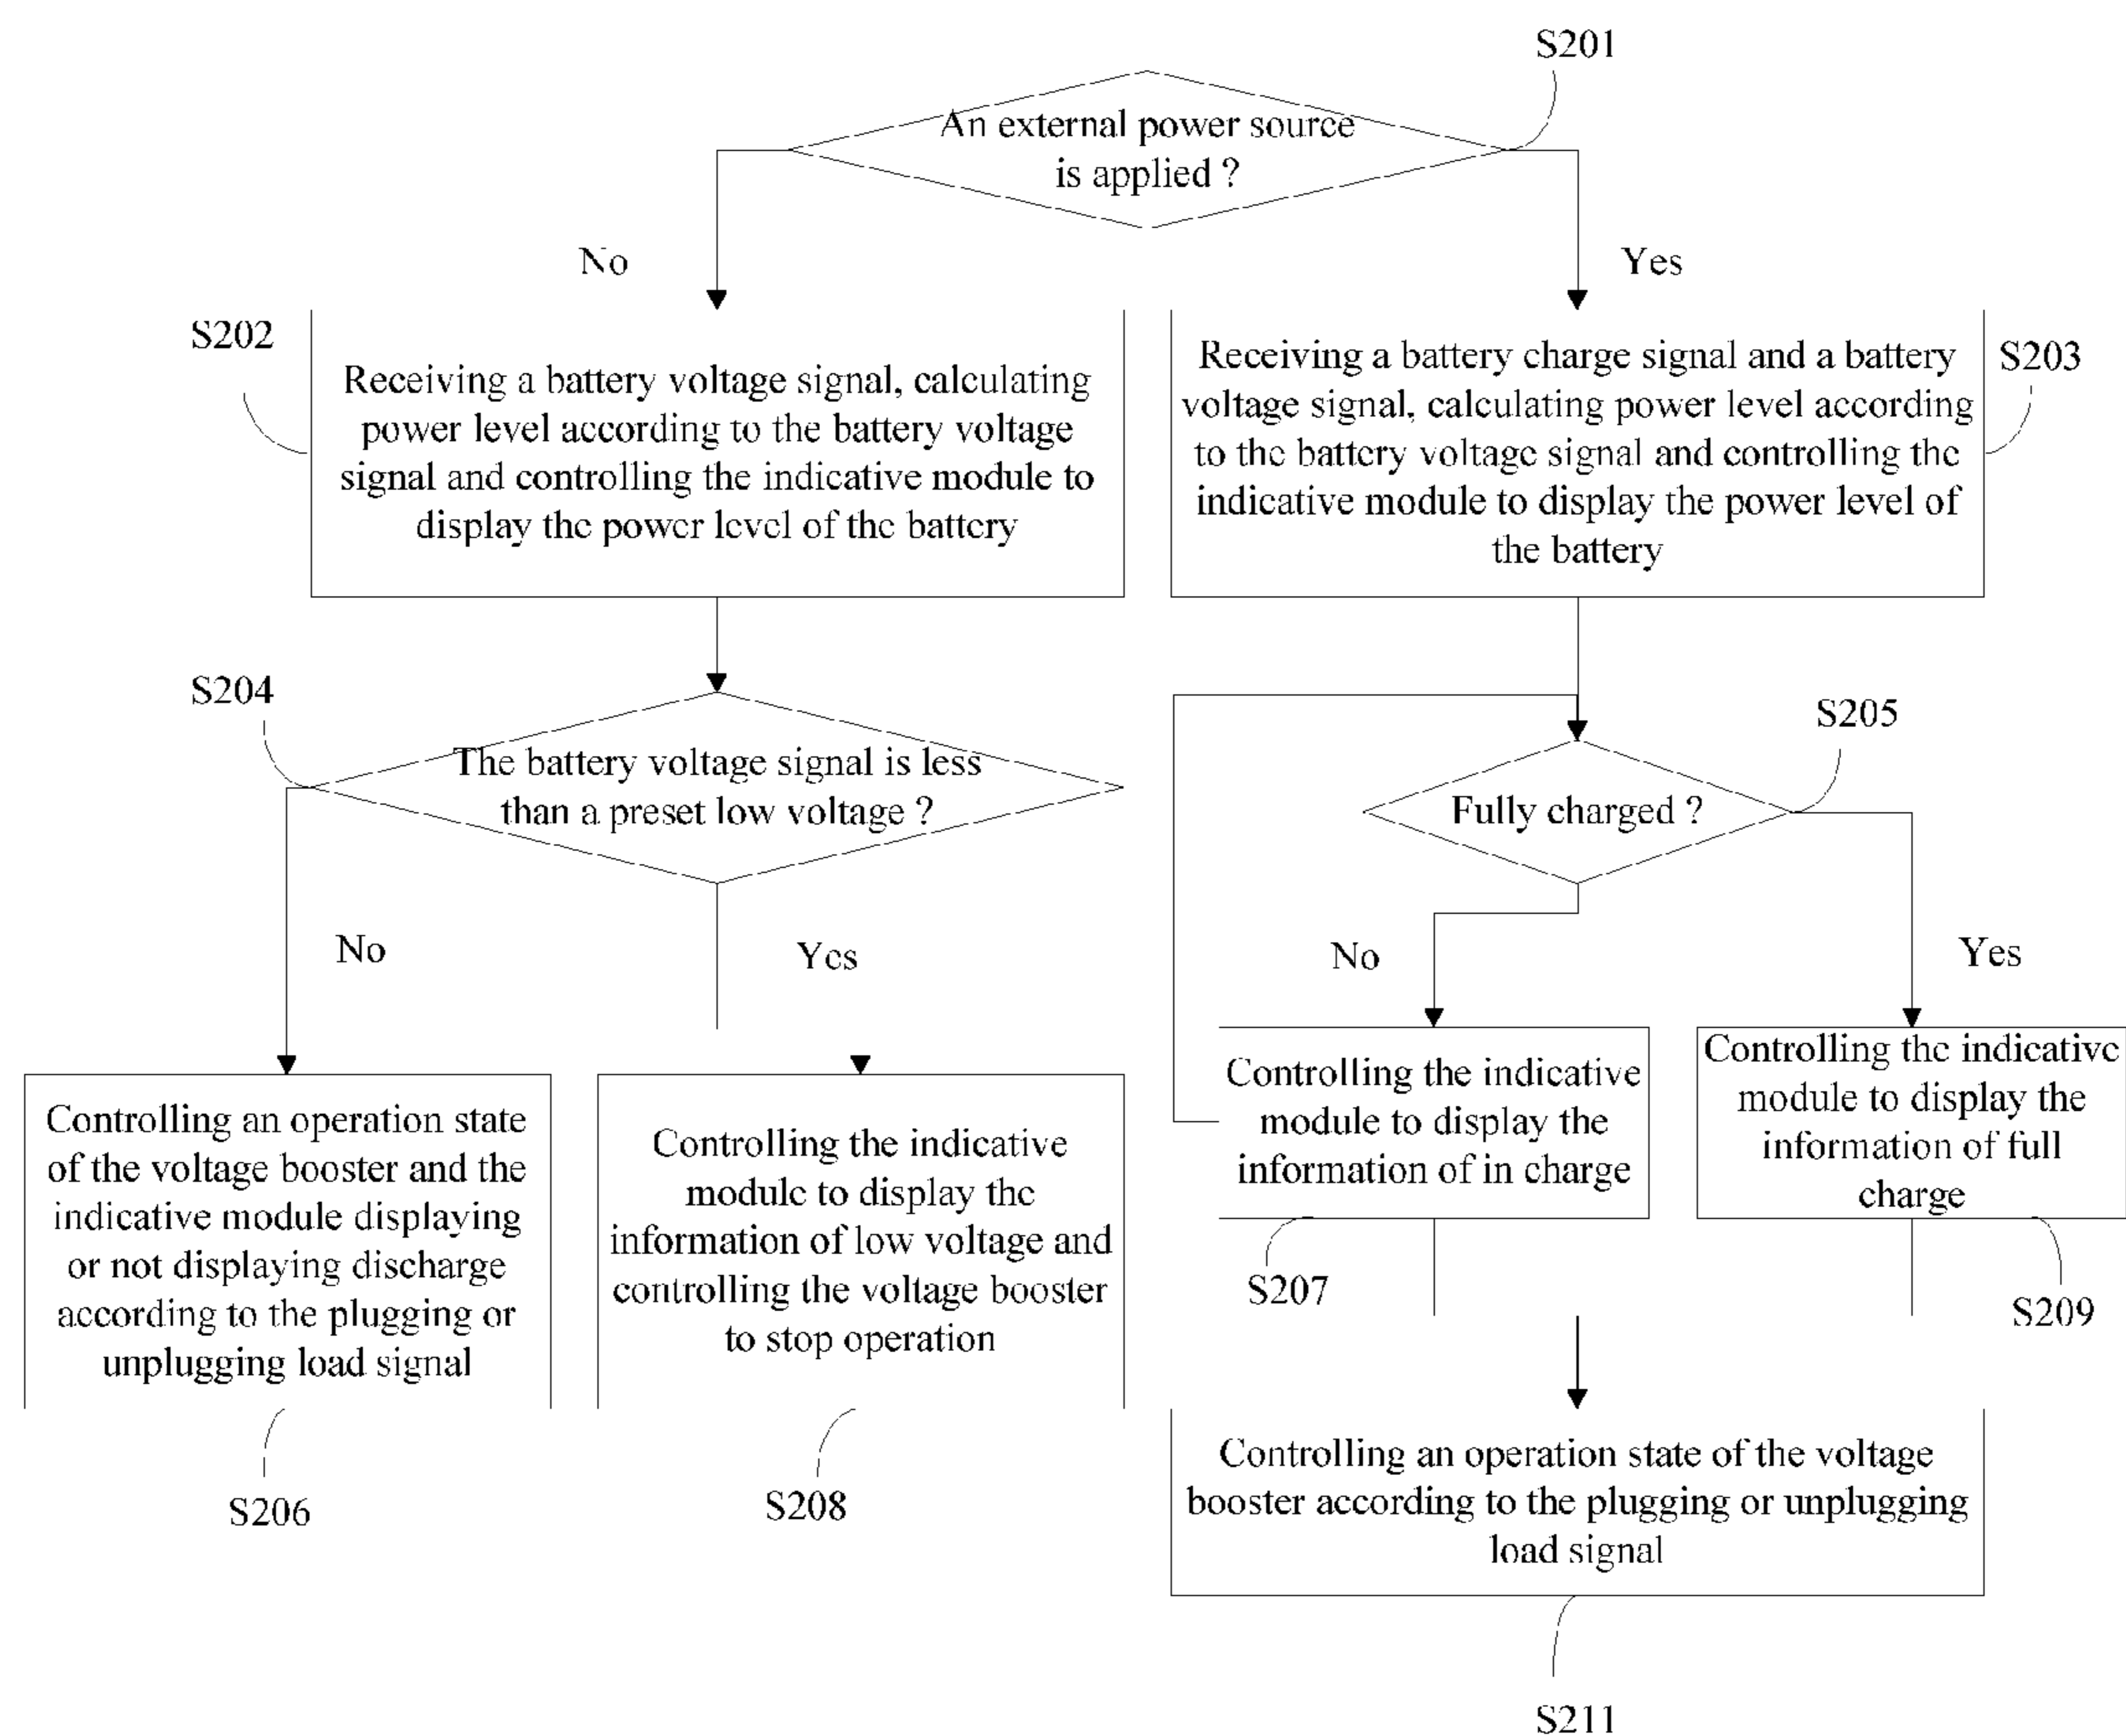 S201
An external power source
is applied ?
No
Yes
S202
Receiving a battery voltage signal, calculating
power level according to the battery voltage
signal and controlling the indicative module to
display the power level of the battery
Receiving a battery charge signal and a battery
voltage signal, calculating power level according
to the battery voltage signal and controlling the
indicative module to display the power level of
the battery
S203
S204
The battery voltage signal is less
than a preset low voltage ?
S205
Fully charged ?
No
Yes
No
Yes
Controlling an operation state
of the voltage booster and the
indicative module displaying
or not displaying discharge
according to the plugging or
unplugging load signal
Controlling the indicative
module to display the
information of low voltage and
controlling the voltage booster
to stop operation
Controlling the indicative
module to display the
information of in charge
Controlling the indicative
module to display the
information of full
charge
S207
S209
S206
S208
Controlling an operation state of the voltage
booster according to the plugging or unplugging
load signal
S211